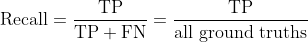 Recall = TP / (TP + FN) = TP / all ground truths